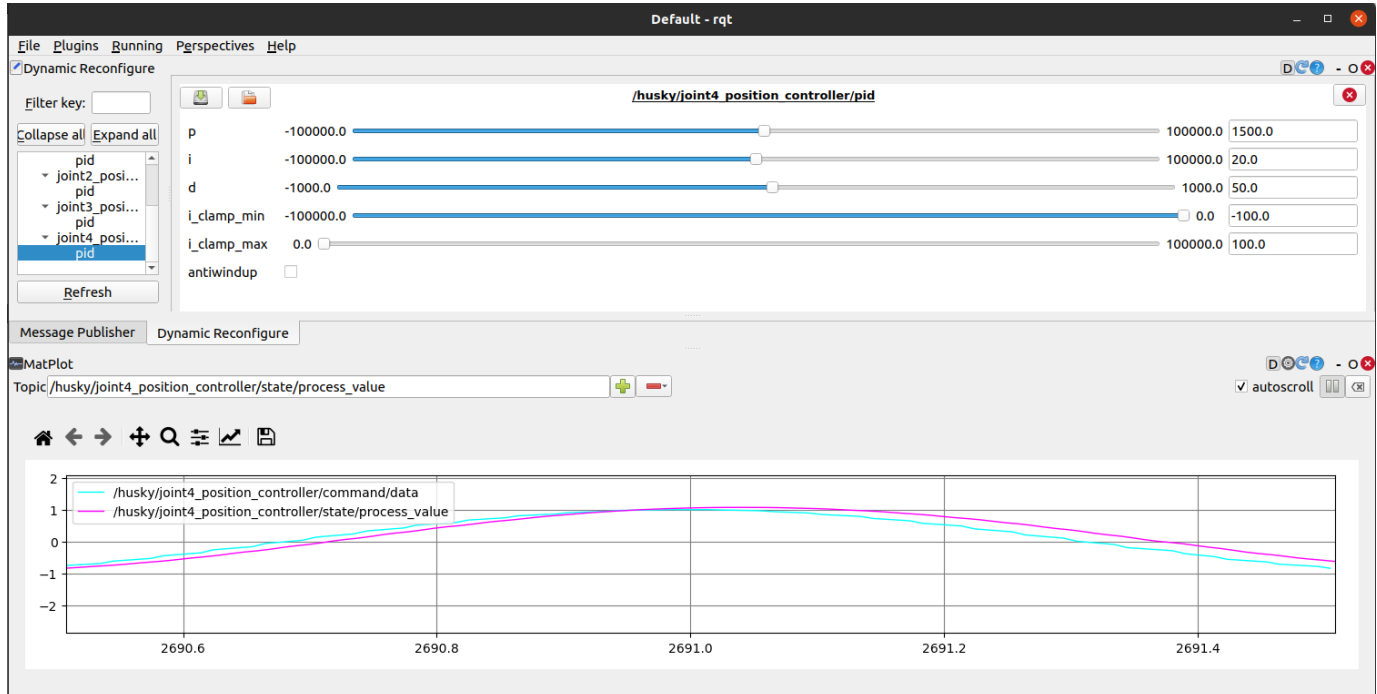 Default - rqt
File Plugins Running Perspectives Help
Dynamic Reconfigure
D - O
Filter key:
Collapse all Expand all
pid
joint2_posi...
pid
joint3_posi...
pid
joint4_posi...
pid
Refresh
/husky/joint4_position_controller/pid
p -100000.0 100000.0 1500.0
i -100000.0 100000.0 20.0
d -1000.0 1000.0 50.0
i_clamp_min -100000.0 0.0 -100.0
i_clamp_max 0.0 100000.0 100.0
antiwindup
Message Publisher Dynamic Reconfigure
MatPlot
D - O
Topic /husky/joint4_position_controller/state/process_value
autoscroll
/husky/joint4_position_controller/command/data
/husky/joint4_position_controller/state/process_value
2
1
0
−1
−2
2690.6 2690.8 2691.0 2691.2 2691.4